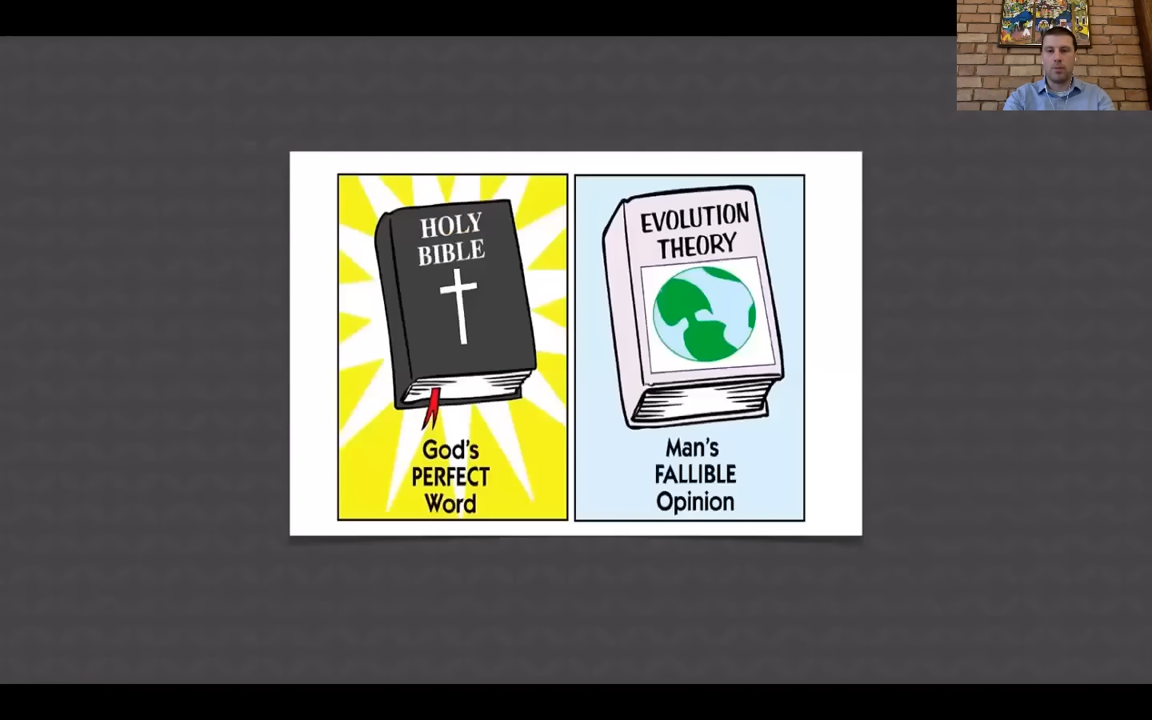 HOLY
BIBLE
God's
PERFECT
Word
EVOLUTION
THEORY
Man's
FALLIBLE
Opinion